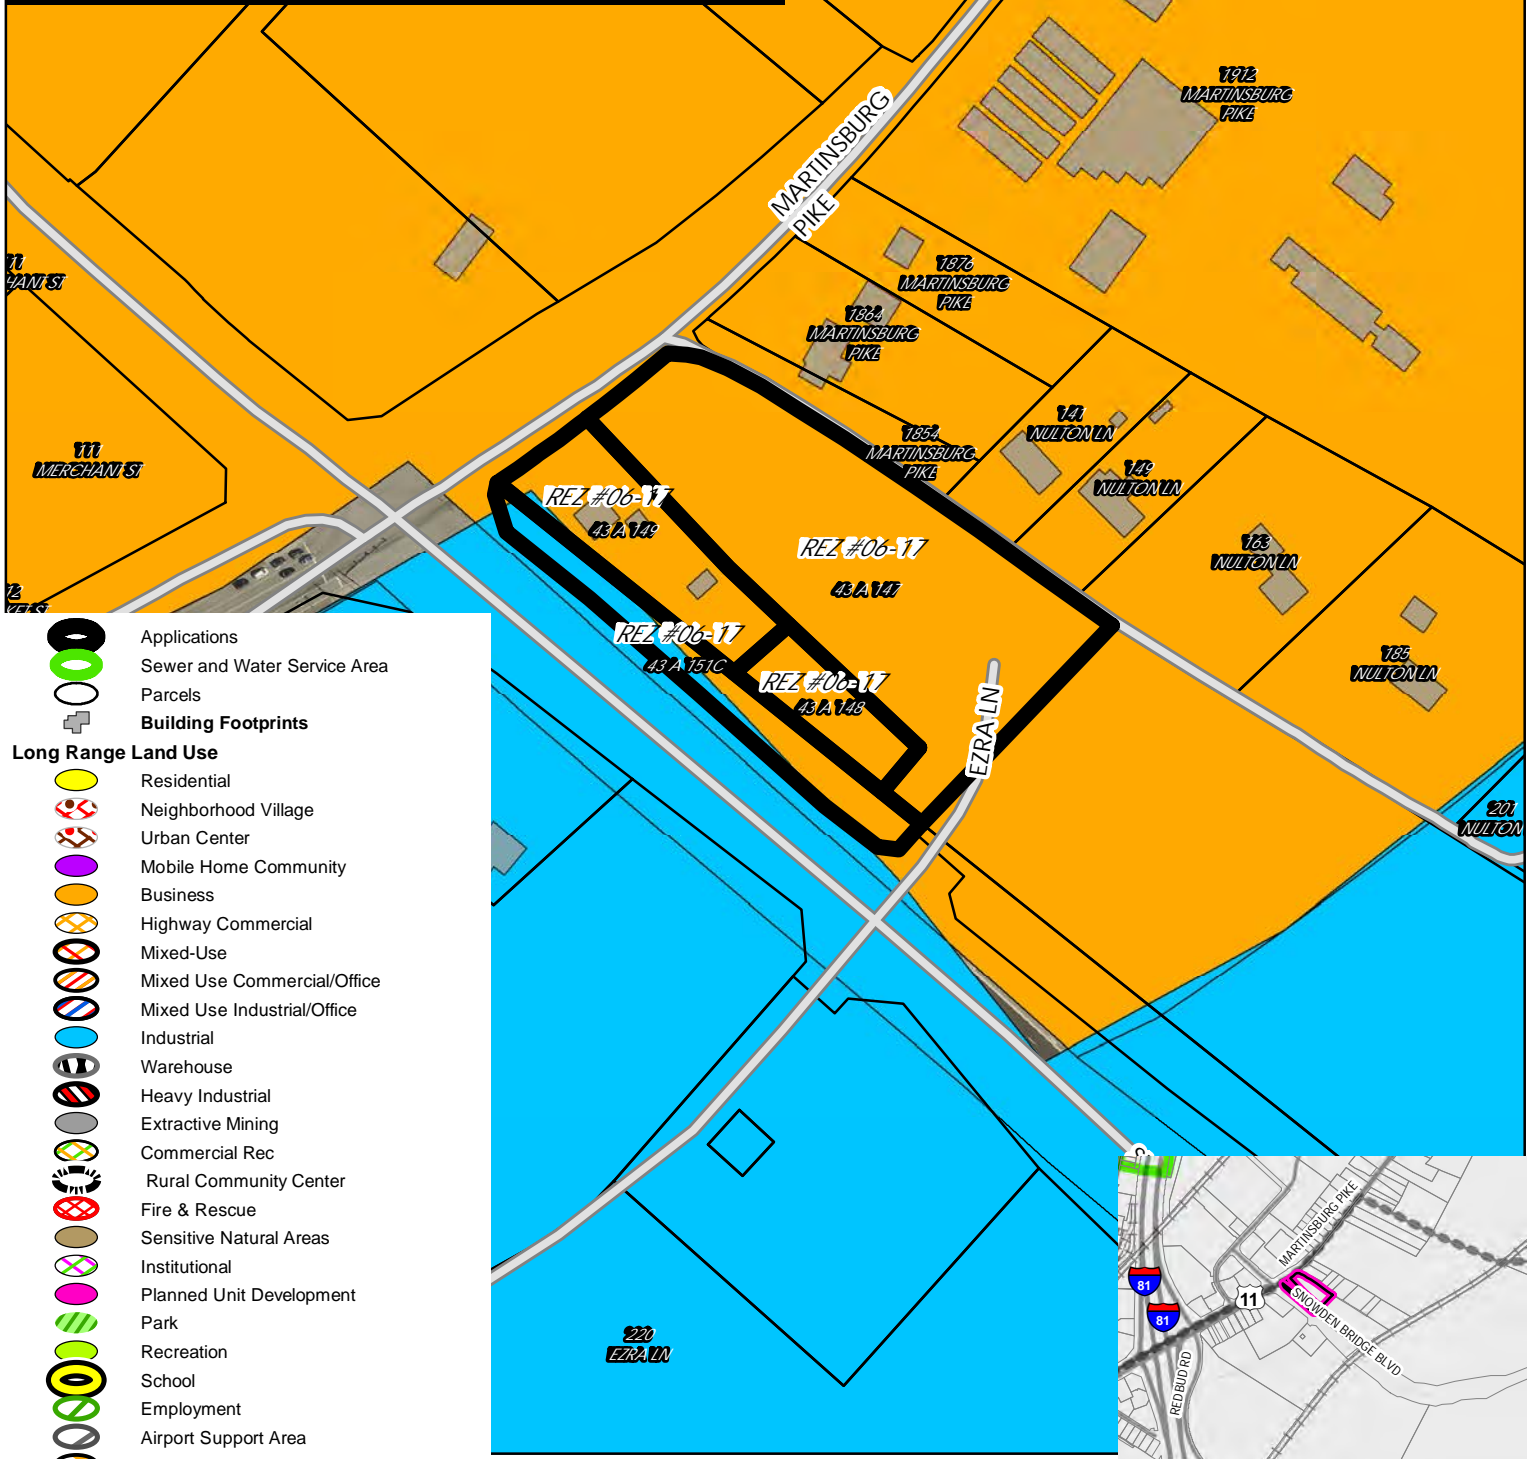 MARTINSBURG
PIKE
1912
MARTINSBURG
PIKE
1876
MARTINSBURG
PIKE
1864
MARTINSBURG
PIKE
1854
MARTINSBURG
PIKE
141
NULTON LN
149
NULTON LN
163
NULTON LN
185
NULTON LN
201
NULTON
11
HANT ST
111
MERCHANT ST
12
KET ST
REZ #06-17
43 A 149
REZ #06-17
43 A 147
REZ #06-17
43 A 151C
REZ #06-17
43 A 148
EZRA LN
220
EZRA LN
Applications
Sewer and Water Service Area
Parcels
Building Footprints
Long Range Land Use
Residential
Neighborhood Village
Urban Center
Mobile Home Community
Business
Highway Commercial
Mixed-Use
Mixed Use Commercial/Office
Mixed Use Industrial/Office
Industrial
Warehouse
Heavy Industrial
Extractive Mining
Commercial Rec
Rural Community Center
Fire & Rescue
Sensitive Natural Areas
Institutional
Planned Unit Development
Park
Recreation
School
Employment
Airport Support Area
MARTINSBURG PIKE
81
81
11
SNOWDEN BRIDGE BLVD
REDBUD RD